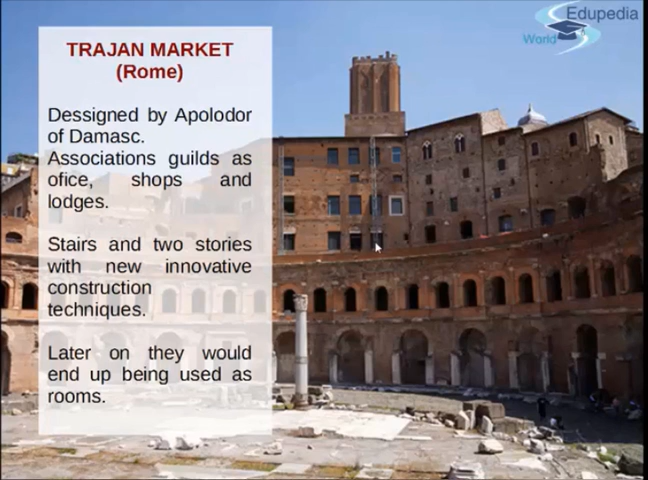 Edupedia
World
TRAJAN MARKET
(Rome)
Dessigned by Apolodor
of Damasc.
Associations guilds as
ofice, shops and
lodges.
Stairs and two stories
with new innovative
construction
techniques.
Later on they would
end up being used as
rooms.